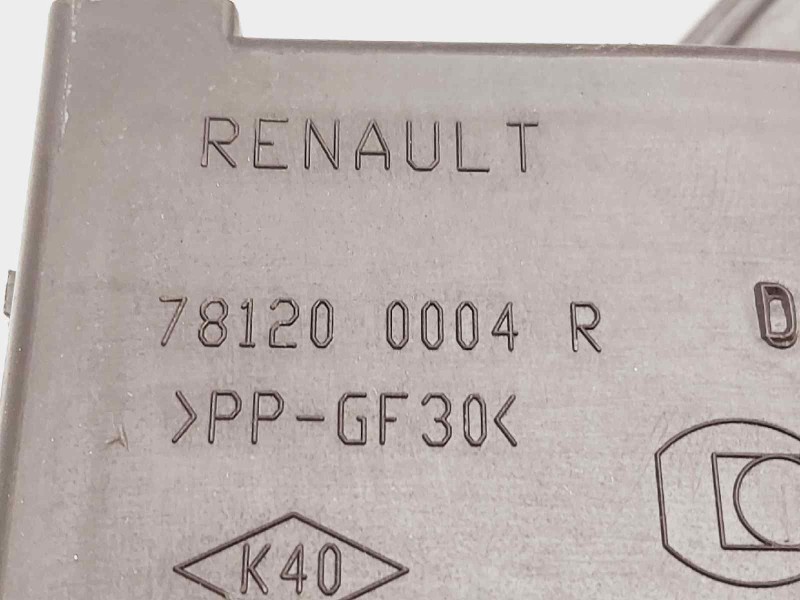 RENAULT
78120 0004 R
D
>PP-GF30<
K40